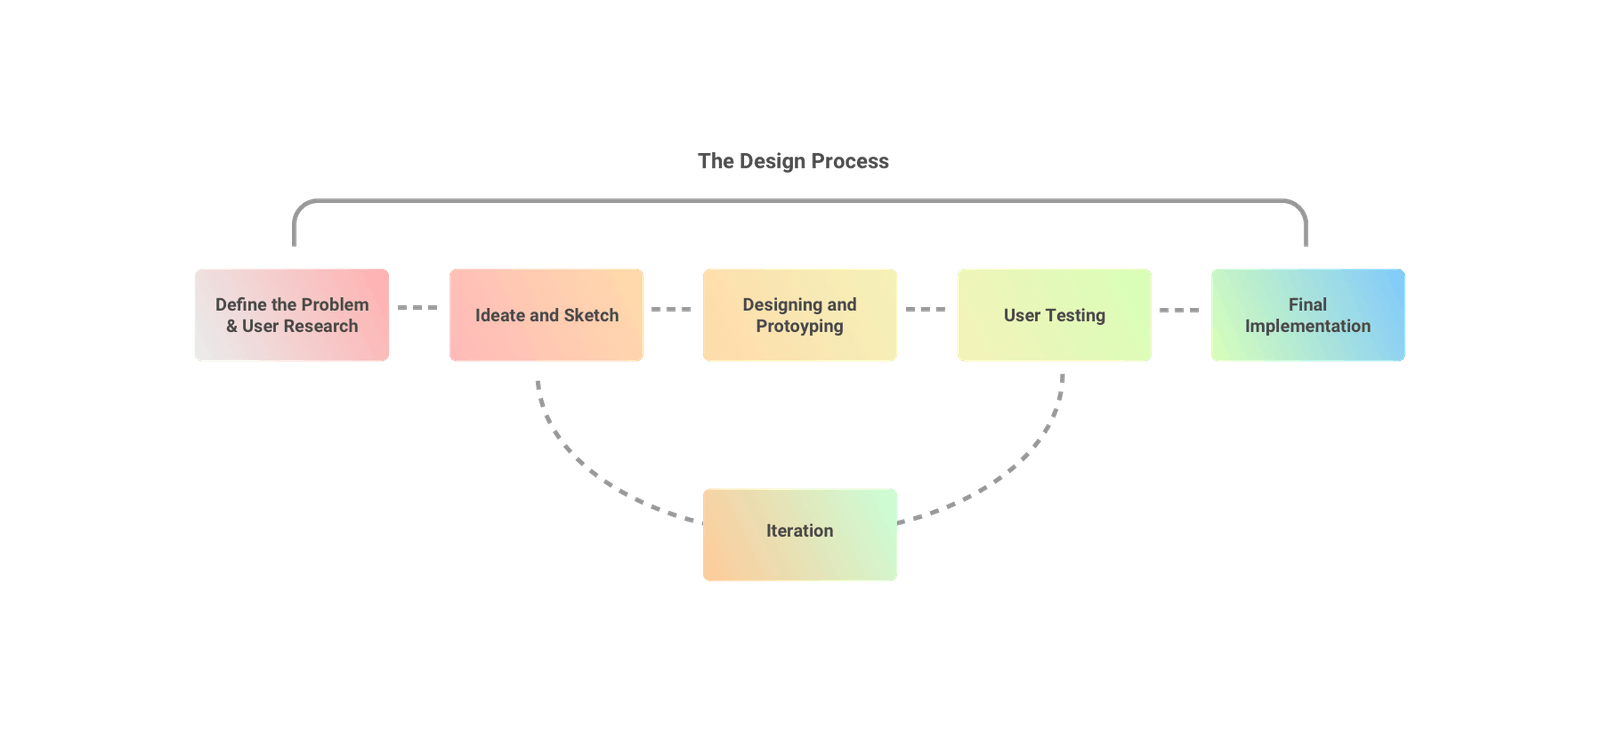 The Design Process
Define the Problem
& User Research
Ideate and Sketch
Designing and
Protoyping
User Testing
Final
Implementation
Iteration